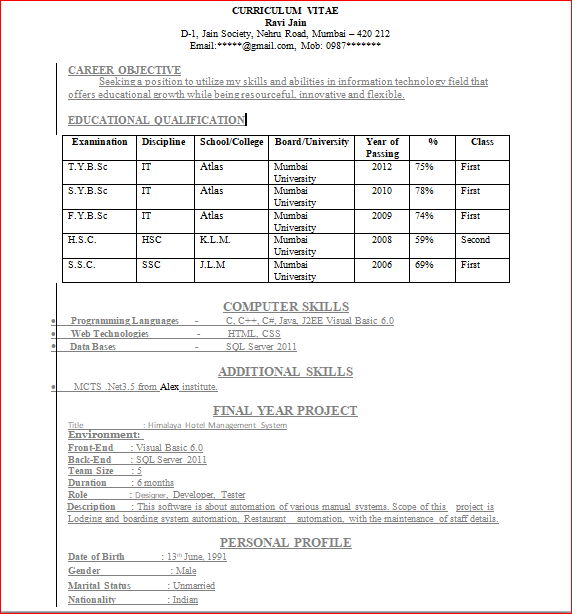 CURRICULUM VITAE
Ravi Jain
D-1, Jain Society, Nehru Road, Mumbai – 420 212
Email:*****@gmail.com, Mob: 0987*******
CAREER OBJECTIVE
Seeking a position to utilize my skills and abilities in information technology field that
offers educational growth while being resourceful, innovative and flexible.
EDUCATIONAL QUALIFICATION
Examination Discipline School/College Board/University Year of Passing % Class
T.Y.B.Sc IT Atlas Mumbai University 2012 75% First
S.Y.B.Sc IT Atlas Mumbai University 2010 78% First
F.Y.B.Sc IT Atlas Mumbai University 2009 74% First
H.S.C. HSC K.L.M. Mumbai University 2008 59% Second
S.S.C. SSC J.L.M Mumbai University 2006 69% First
COMPUTER SKILLS
• Programming Languages - C, C++, C#, Java, J2EE Visual Basic 6.0
• Web Technologies - HTML, CSS
• Data Bases - SQL Server 2011
ADDITIONAL SKILLS
• MCTS .Net3.5 from Alex institute.
FINAL YEAR PROJECT
Title : Himalaya Hotel Management System
Environment:
Front-End : Visual Basic 6.0
Back-End : SQL Server 2011
Team Size : 5
Duration : 6 months
Role : Designer, Developer, Tester
Description : This software is about automation of various manual systems. Scope of this project is
Lodging and boarding system automation, Restaurant automation, with the maintenance of staff details.
PERSONAL PROFILE
Date of Birth : 13th June, 1991
Gender : Male
Marital Status : Unmarried
Nationality : Indian